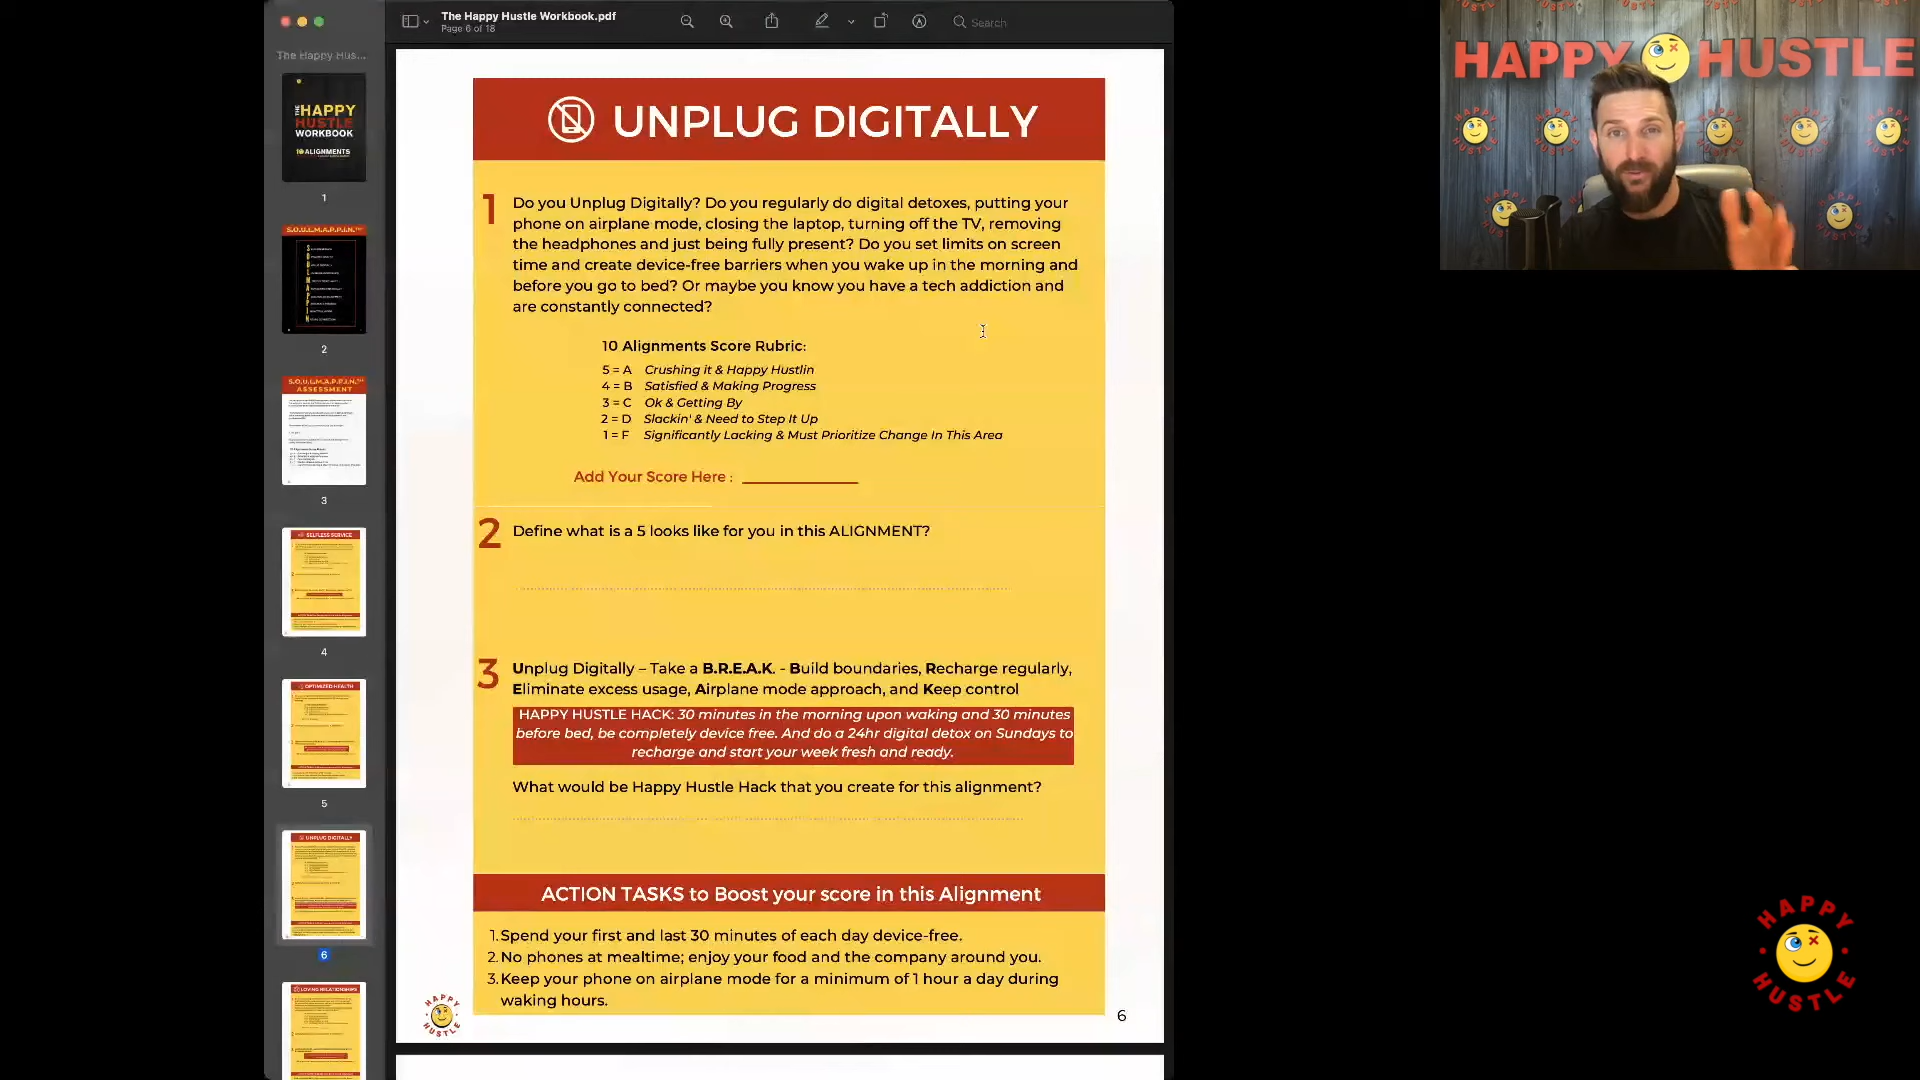 The Happy Hustle Workbook.pdf
Page 6 of 18
Search
The Happy Hus...
THE HAPPY
HUSTLE
WORKBOOK
10 ALIGNMENTS
1
S.O.U.L.M.A.P.P.I.N.
2
S.O.U.L.M.A.P.P.I.N.
ASSESSMENT
3
SELFLESS SERVICE
4
OPTIMIZED HEALTH
5
UNPLUG DIGITALLY
6
LOVING RELATIONSHIPS
UNPLUG DIGITALLY
1 Do you Unplug Digitally? Do you regularly do digital detoxes, putting your
phone on airplane mode, closing the laptop, turning off the TV, removing
the headphones and just being fully present? Do you set limits on screen
time and create device-free barriers when you wake up in the morning and
before you go to bed? Or maybe you know you have a tech addiction and
are constantly connected?
10 Alignments Score Rubric:
5 = A Crushing it & Happy Hustlin
4 = B Satisfied & Making Progress
3 = C Ok & Getting By
2 = D Slackin' & Need to Step It Up
1 = F Significantly Lacking & Must Prioritize Change In This Area
Add Your Score Here :
2 Define what is a 5 looks like for you in this ALIGNMENT?
3 Unplug Digitally – Take a B.R.E.A.K. - Build boundaries, Recharge regularly,
Eliminate excess usage, Airplane mode approach, and Keep control
HAPPY HUSTLE HACK: 30 minutes in the morning upon waking and 30 minutes
before bed, be completely device free. And do a 24hr digital detox on Sundays to
recharge and start your week fresh and ready.
What would be Happy Hustle Hack that you create for this alignment?
ACTION TASKS to Boost your score in this Alignment
1. Spend your first and last 30 minutes of each day device-free.
2. No phones at mealtime; enjoy your food and the company around you.
3. Keep your phone on airplane mode for a minimum of 1 hour a day during
waking hours.
HAPPY
HUSTLE
6
HAPPY HUSTLE
HAPPY
HUSTLE